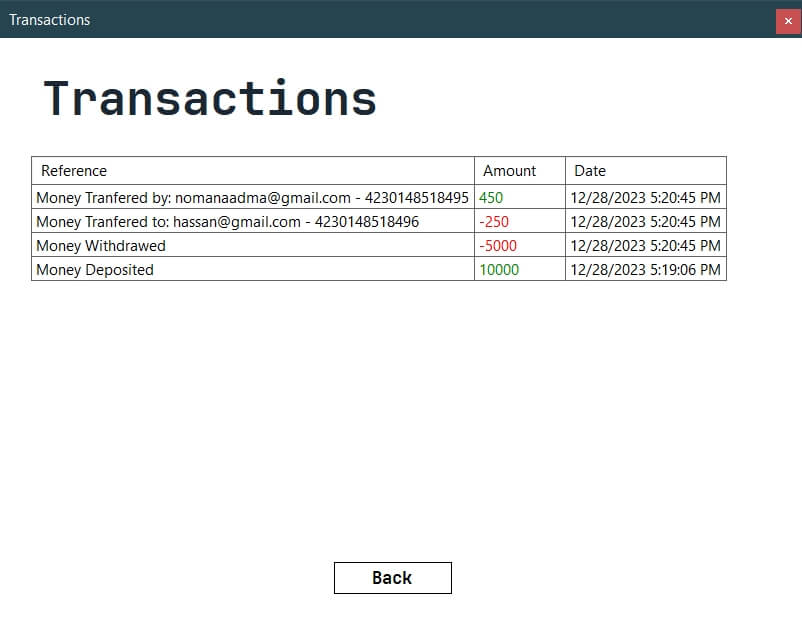 Transactions
×
Transactions
Reference Amount Date
Money Tranfered by: nomanaadma@gmail.com - 4230148518495 450 12/28/2023 5:20:45 PM
Money Tranfered to: hassan@gmail.com - 4230148518496 -250 12/28/2023 5:20:45 PM
Money Withdrawed -5000 12/28/2023 5:20:45 PM
Money Deposited 10000 12/28/2023 5:19:06 PM
Back